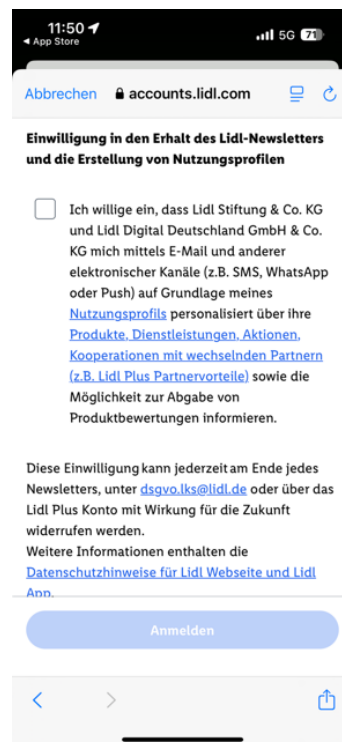 11:50
5G 71
◀ App Store
Abbrechen accounts.lidl.com
Einwilligung in den Erhalt des Lidl-Newsletters
und die Erstellung von Nutzungsprofilen
Ich willige ein, dass Lidl Stiftung & Co. KG
und Lidl Digital Deutschland GmbH & Co.
KG mich mittels E-Mail und anderer
elektronischer Kanäle (z.B. SMS, WhatsApp
oder Push) auf Grundlage meines
Nutzungsprofils personalisiert über ihre
Produkte, Dienstleistungen, Aktionen,
Kooperationen mit wechselnden Partnern
(z.B. Lidl Plus Partnervorteile) sowie die
Möglichkeit zur Abgabe von
Produktbewertungen informieren.
Diese Einwilligung kann jederzeit am Ende jedes
Newsletters, unter dsgvo.lks@lidl.de oder über das
Lidl Plus Konto mit Wirkung für die Zukunft
widerrufen werden.
Weitere Informationen enthalten die
Datenschutzhinweise für Lidl Webseite und Lidl
App.
Anmelden